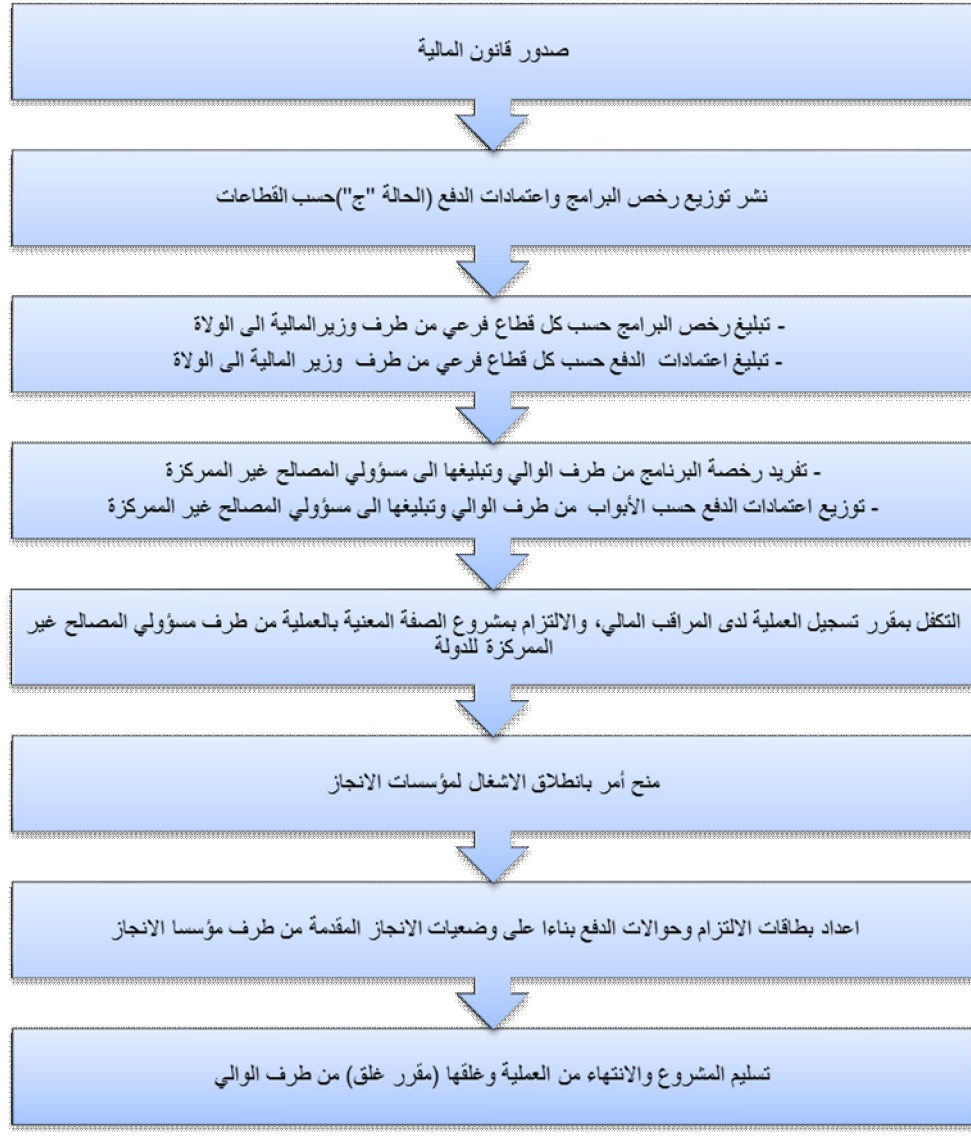 صدور قانون المالية
نشر توزيع رخص البرامج واعتمادات الدفع (الحالة "ج")حسب القطاعات
- تبليغ رخص البرامج حسب كل قطاع فرعي من طرف وزيرالمالية الى الولاة
- تبليغ اعتمادات الدفع حسب كل قطاع فرعي من طرف وزير المالية الى الولاة
- تفريد رخصة البرنامج من طرف الوالي وتبليغها الى مسؤولي المصالح غير الممركزة
- توزيع اعتمادات الدفع حسب الأبواب من طرف الوالي وتبليغها الى مسؤولي المصالح غير الممركزة
التكفل بمقرر تسجيل العملية لدى المراقب المالي، والالتزام بمشروع الصفة المعنية بالعملية من طرف مسؤولي المصالح غير
الممركزة للدولة
منح أمر بانطلاق الاشغال لمؤسسات الانجاز
اعداد بطاقات الالتزام وحوالات الدفع بناءا على وضعيات الانجاز المقدمة من طرف مؤسسا الانجاز
تسليم المشروع والانتهاء من العملية وغلقها (مقرر غلق) من طرف الوالي